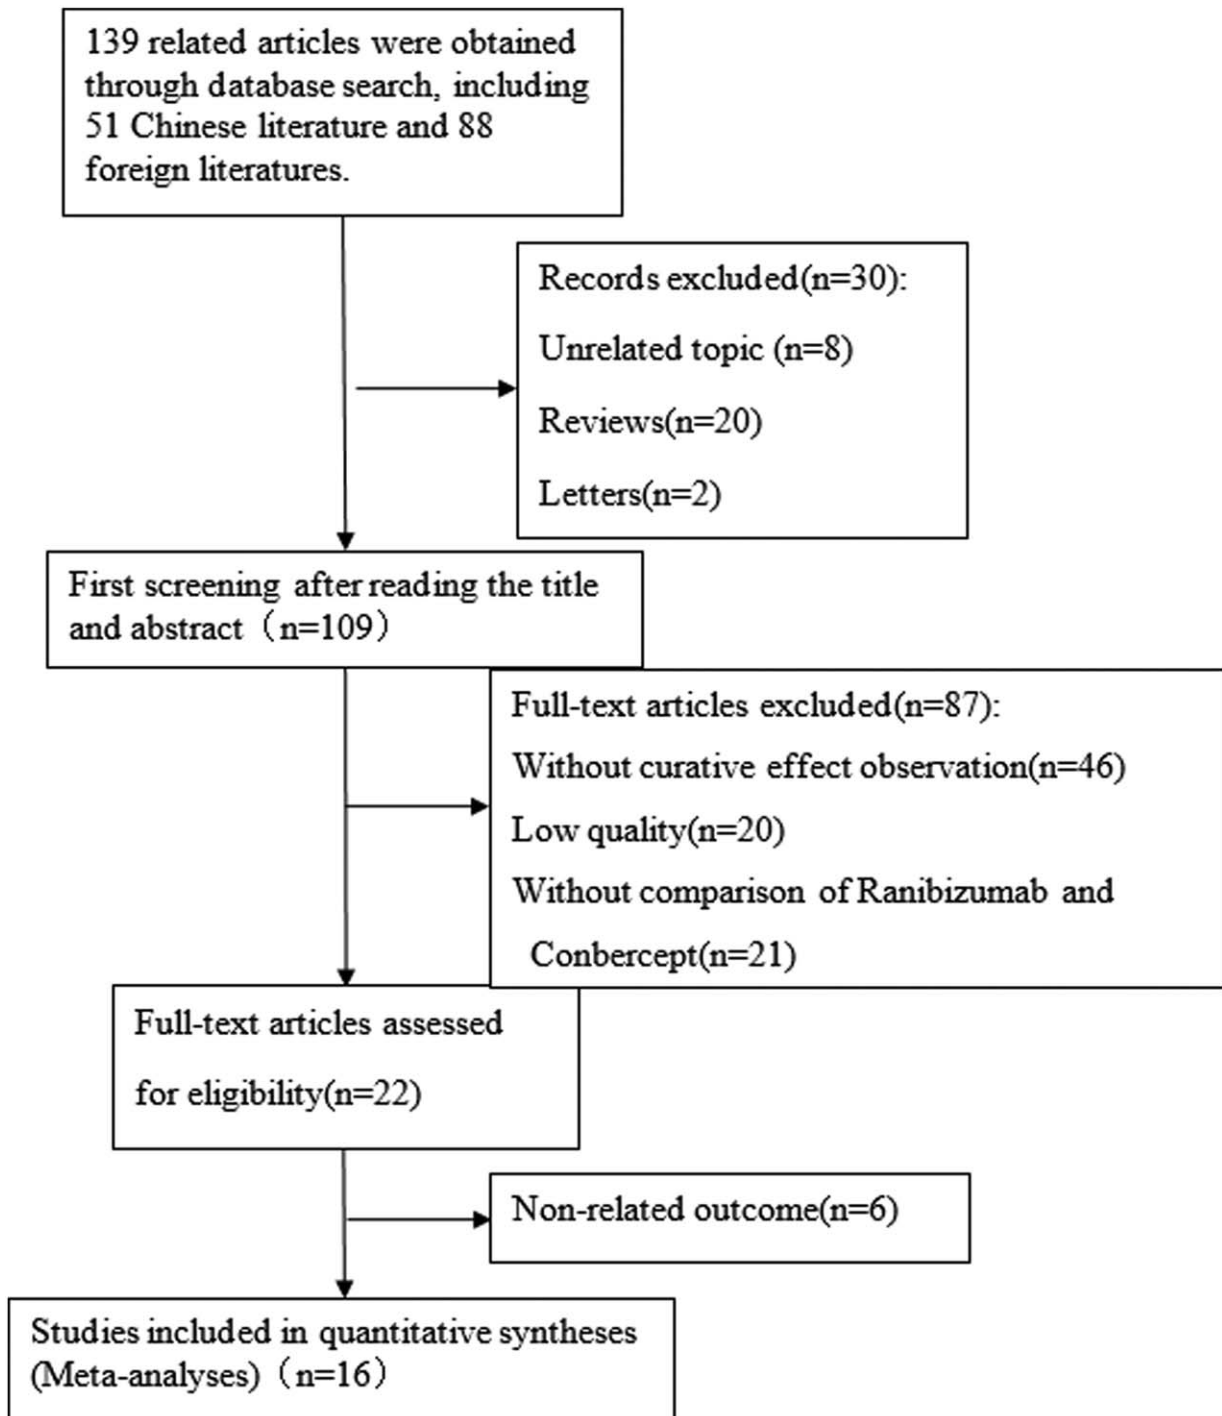 139 related articles were obtained
through database search, including
51 Chinese literature and 88
foreign literatures.
Records excluded(n=30):
Unrelated topic (n=8)
Reviews(n=20)
Letters(n=2)
First screening after reading the title
and abstract（n=109）
Full-text articles excluded(n=87):
Without curative effect observation(n=46)
Low quality(n=20)
Without comparison of Ranibizumab and
Conbercept(n=21)
Full-text articles assessed
for eligibility(n=22)
Non-related outcome(n=6)
Studies included in quantitative syntheses
(Meta-analyses)（n=16）